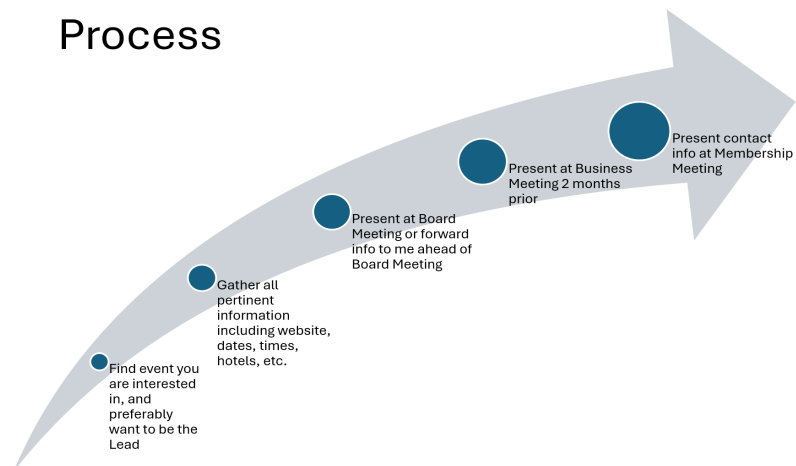 Process
Find event you
are interested
in, and
preferably
want to be the
Lead
Gather all
pertinent
information
including website,
dates, times,
hotels, etc.
Present at Board
Meeting or forward
info to me ahead of
Board Meeting
Present at Business
Meeting 2 months
prior
Present contact
info at Membership
Meeting